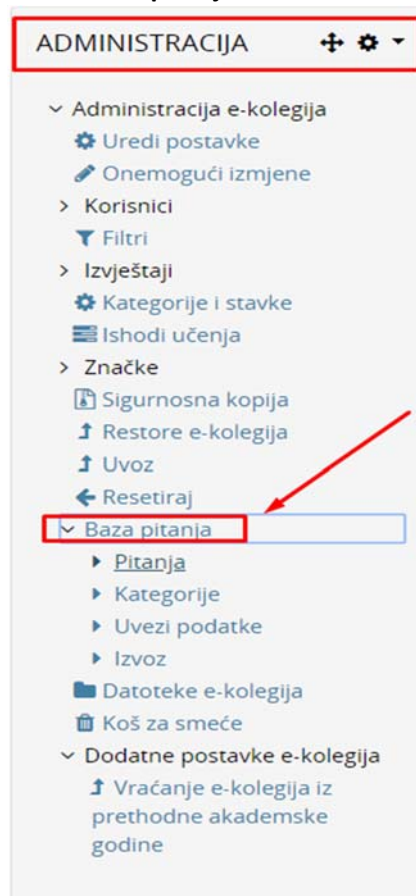 ADMINISTRACIJA
Administracija e-kolegija
Uredi postavke
Onemogući izmjene
Korisnici
Filtri
Izvještaji
Kategorije i stavke
Ishodi učenja
Značke
Sigurnosna kopija
Restore e-kolegija
Uvoz
Resetiraj
Baza pitanja
Pitanja
Kategorije
Uvezi podatke
Izvoz
Datoteke e-kolegija
Koš za smeće
Dodatne postavke e-kolegija
Vraćanje e-kolegija iz
prethodne akademske
godine